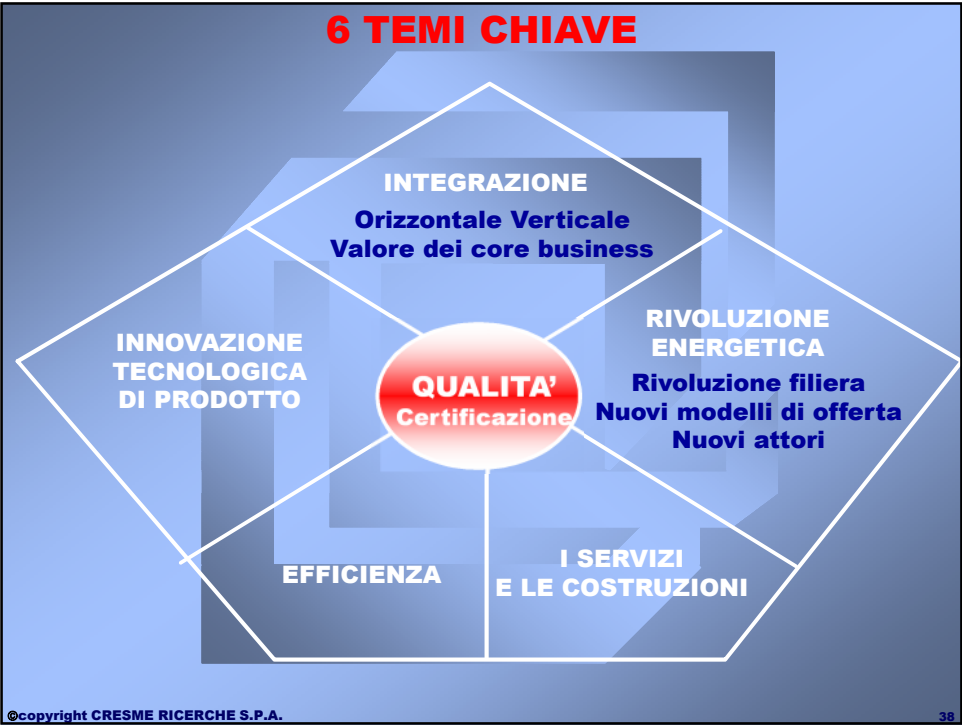 6 TEMI CHIAVE
INTEGRAZIONE
Orizzontale Verticale
Valore dei core business
INNOVAZIONE
TECNOLOGICA
DI PRODOTTO
RIVOLUZIONE
ENERGETICA
Rivoluzione filiera
Nuovi modelli di offerta
Nuovi attori
QUALITA’
Certificazione
EFFICIENZA
I SERVIZI
E LE COSTRUZIONI
©copyright CRESME RICERCHE S.P.A.
38